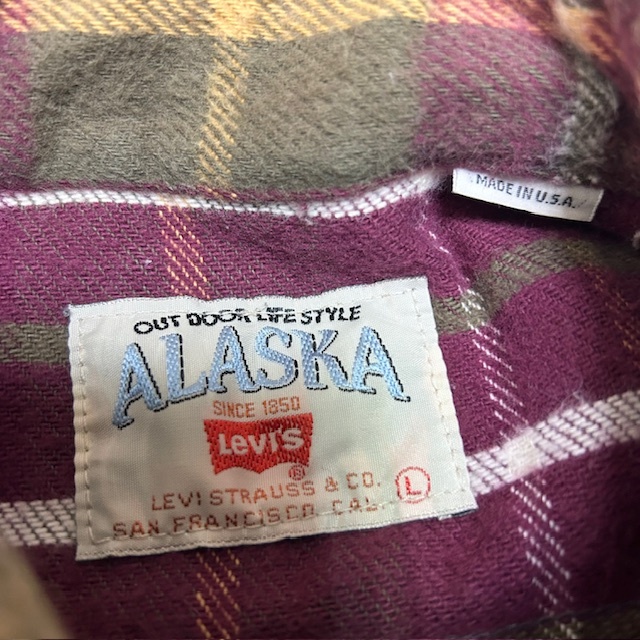 MADE IN U.S.A.
OUT DOOR LIFE STYLE
ALASKA
SINCE 1850
LEVI'S
®
LEVI STRAUSS & CO.
L
SAN FRANCISCO CAL.